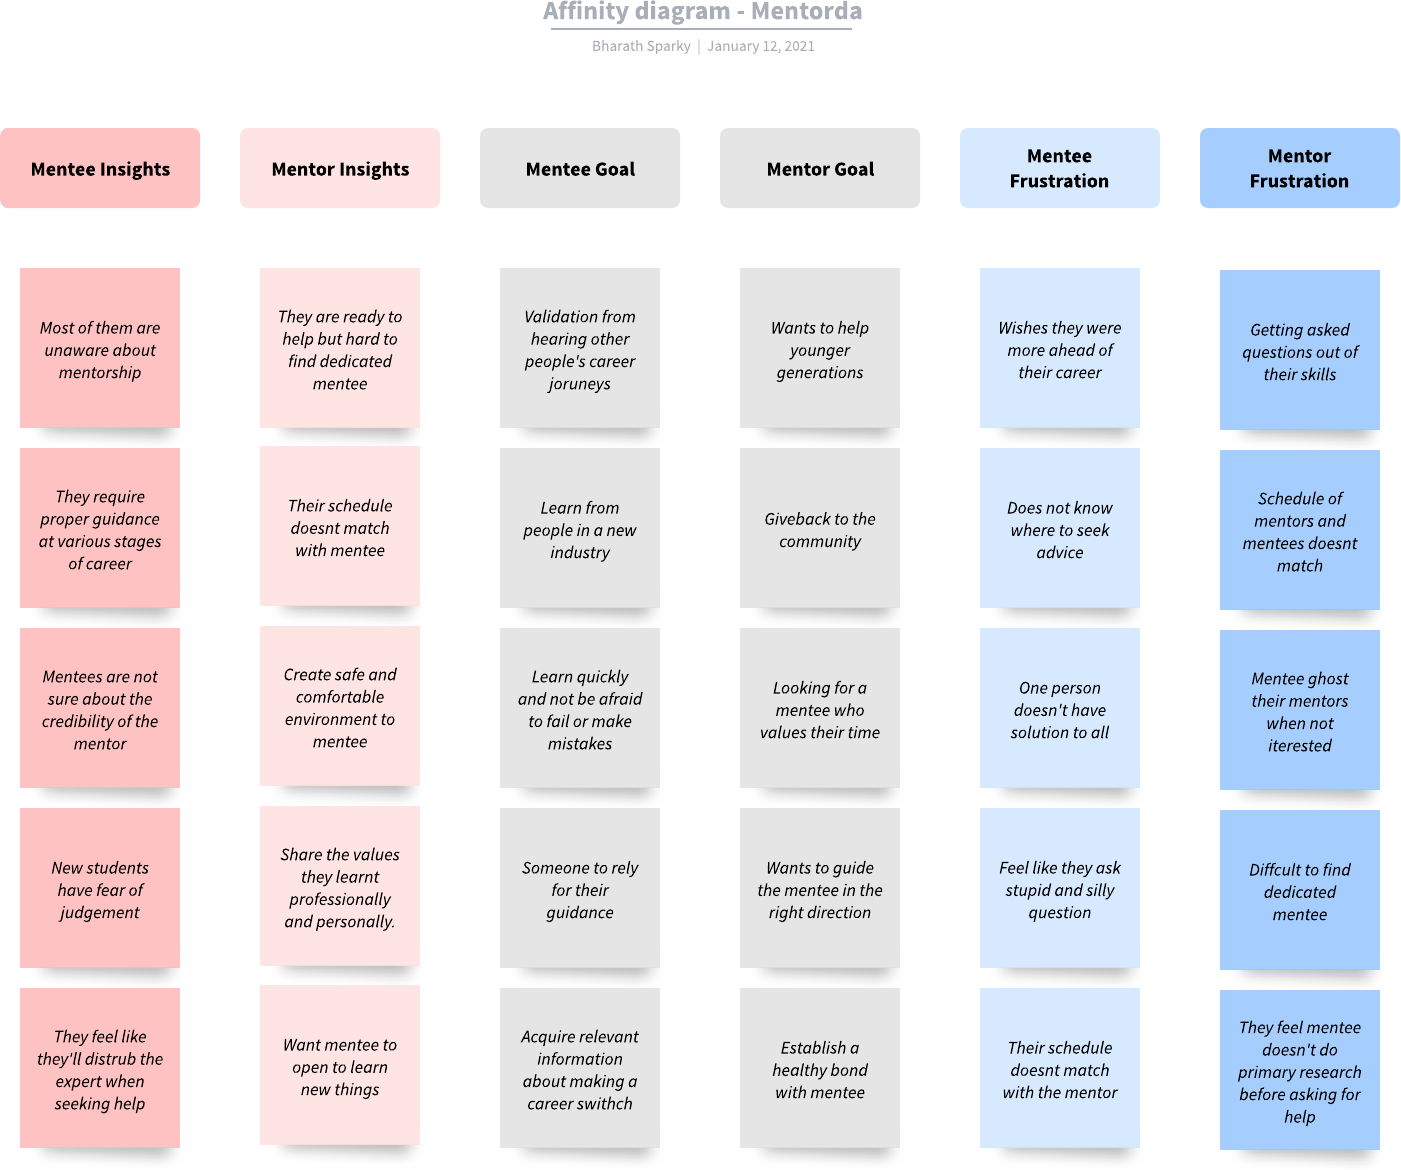 Affinity diagram - Mentorda
Bharath Sparky | January 12, 2021
Mentee Insights
Mentor Insights
Mentee Goal
Mentor Goal
Mentee
Frustration
Mentor
Frustration
Most of them are
unaware about
mentorship
They require
proper guidance
at various stages
of career
Mentees are not
sure about the
credibility of the
mentor
New students
have fear of
judgement
They feel like
they'll distrub the
expert when
seeking help
They are ready to
help but hard to
find dedicated
mentee
Their schedule
doesnt match
with mentee
Create safe and
comfortable
environment to
mentee
Share the values
they learnt
professionally
and personally.
Want mentee to
open to learn
new things
Validation from
hearing other
people's career
joruneys
Learn from
people in a new
industry
Learn quickly
and not be afraid
to fail or make
mistakes
Someone to rely
for their
guidance
Acquire relevant
information
about making a
career swithch
Wants to help
younger
generations
Giveback to the
community
Looking for a
mentee who
values their time
Wants to guide
the mentee in the
right direction
Establish a
healthy bond
with mentee
Wishes they were
more ahead of
their career
Does not know
where to seek
advice
One person
doesn't have
solution to all
Feel like they ask
stupid and silly
question
Their schedule
doesnt match
with the mentor
Getting asked
questions out of
their skills
Schedule of
mentors and
mentees doesnt
match
Mentee ghost
their mentors
when not
iterested
Diffcult to find
dedicated
mentee
They feel mentee
doesn't do
primary research
before asking for
help